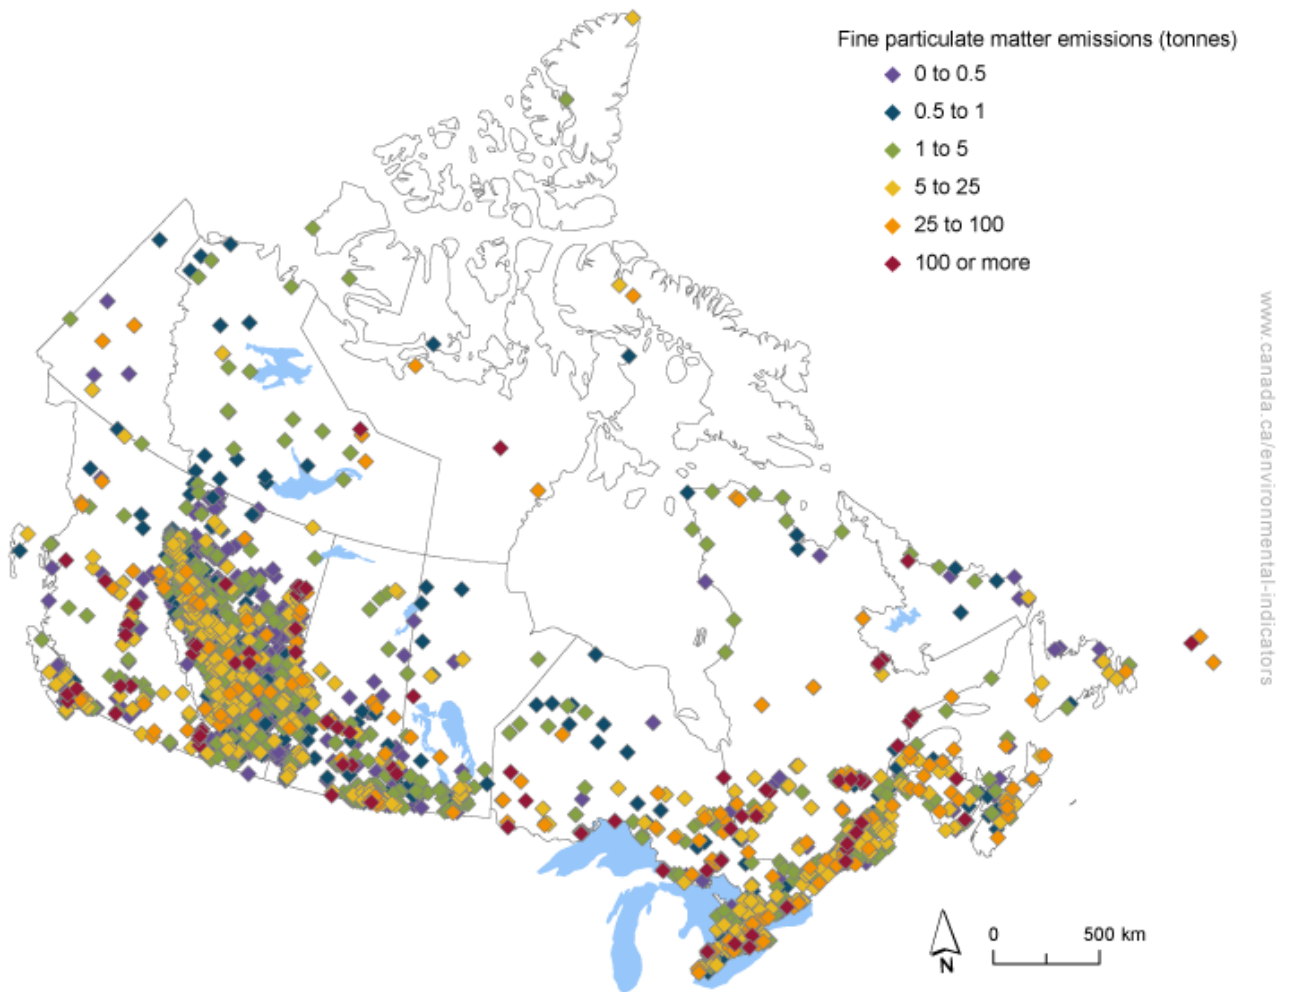 Fine particulate matter emissions (tonnes)
0 to 0.5
0.5 to 1
1 to 5
5 to 25
25 to 100
100 or more
www.canada.ca/environmental-indicators
N
0 500 km